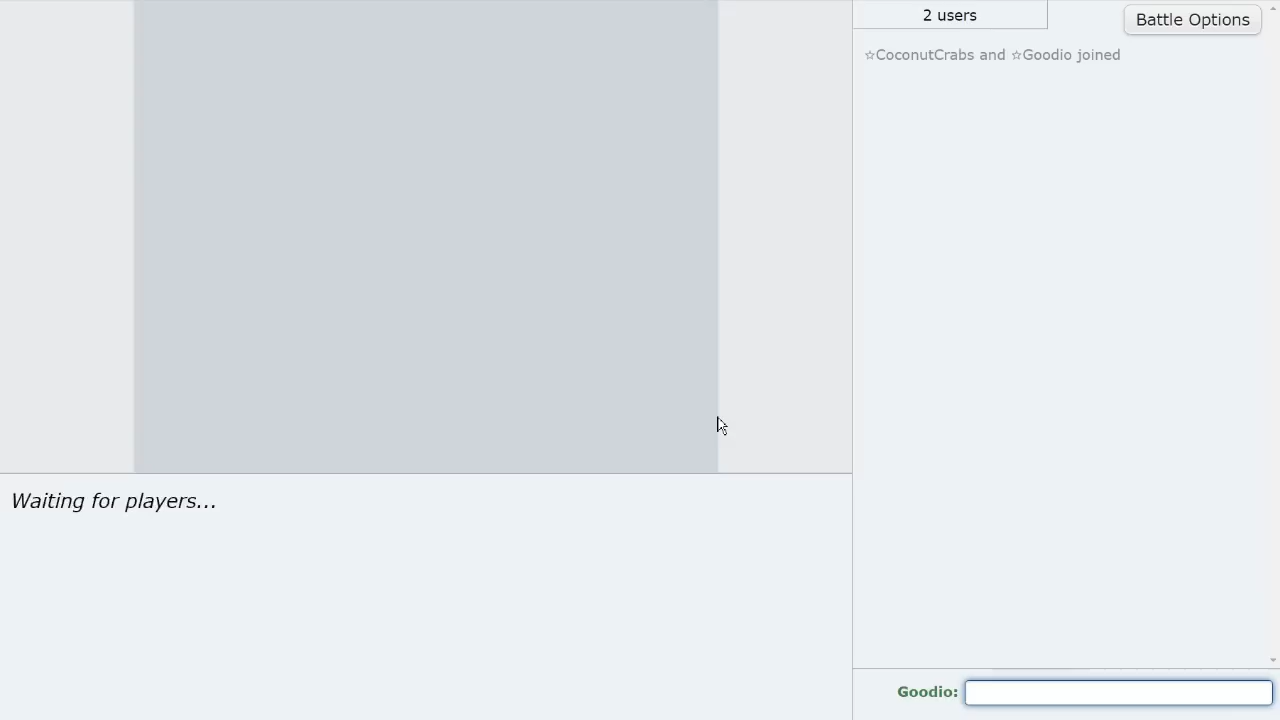 2 users
Battle Options
☆CoconutCrabs and ☆Goodio joined
Waiting for players...
Goodio: